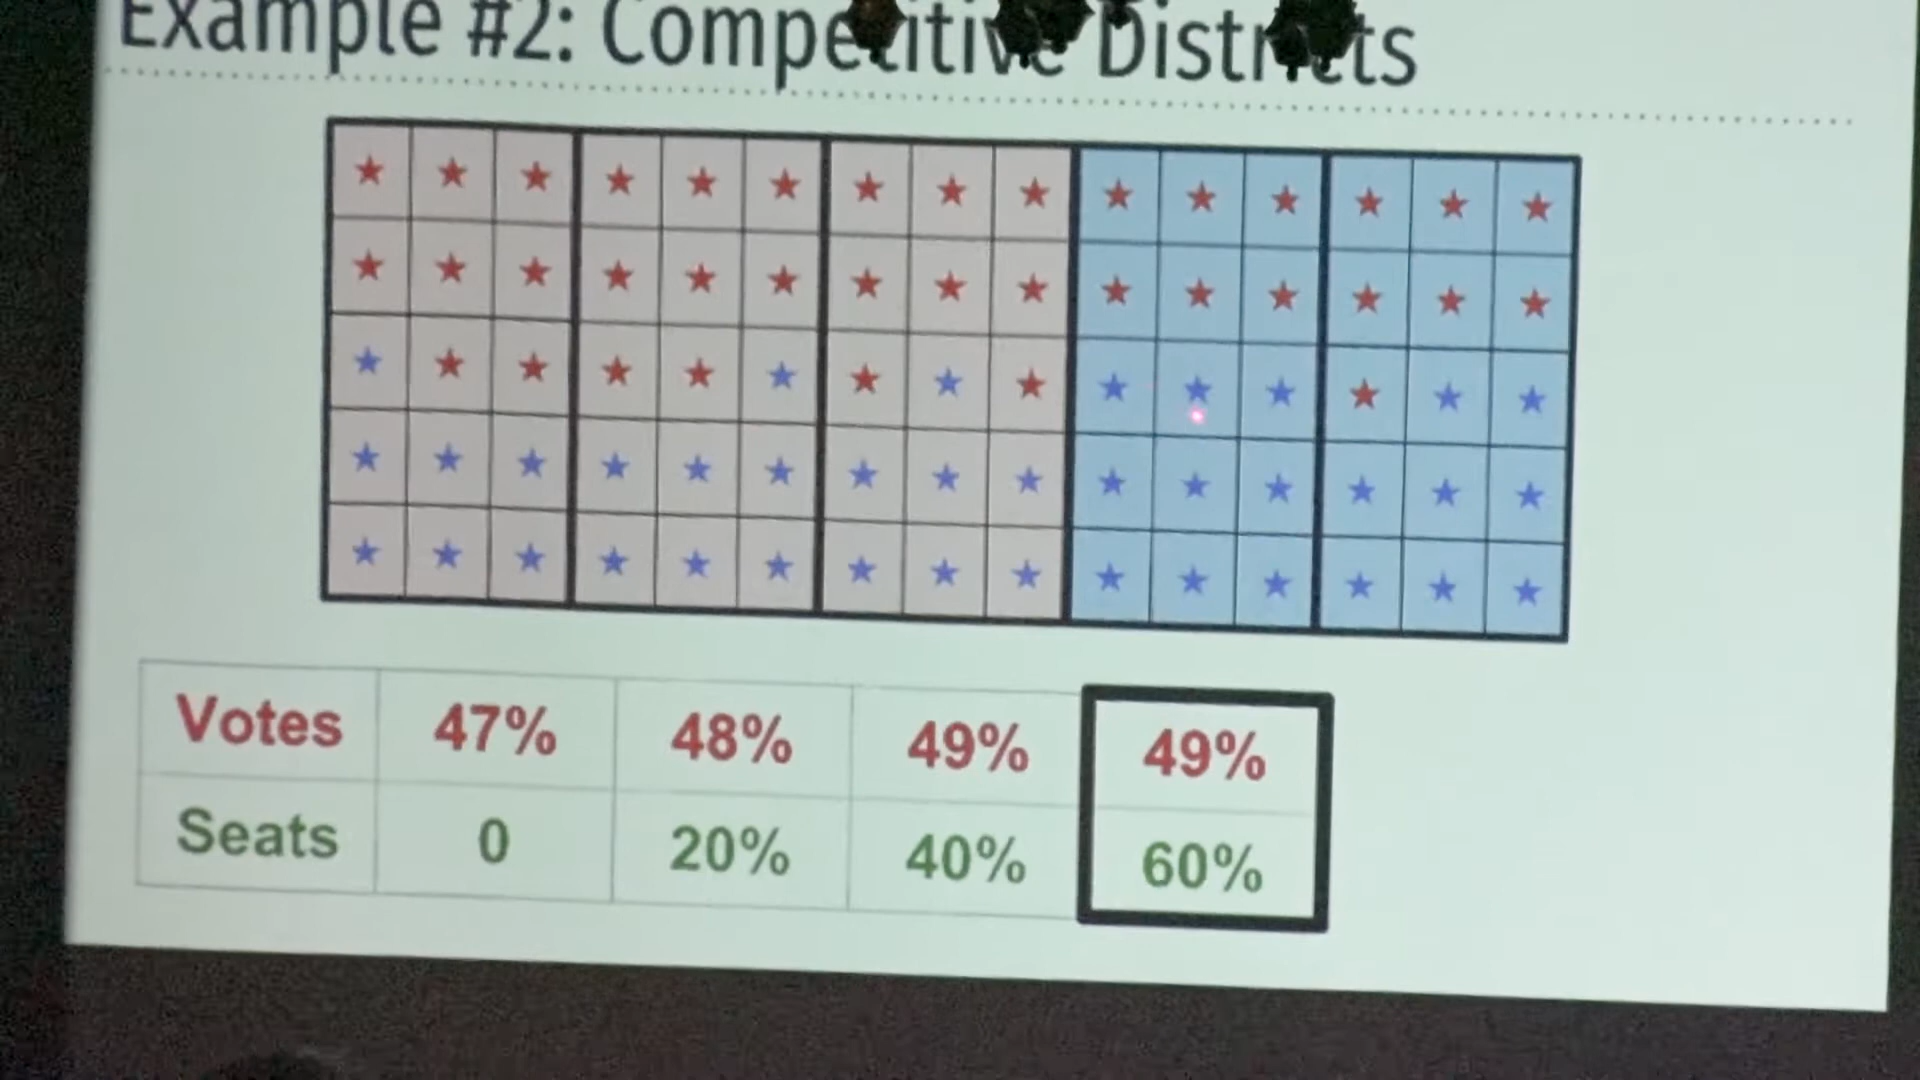 Example #2: Competitive Districts
Votes 47% 48% 49% 49%
Seats 0 20% 40% 60%